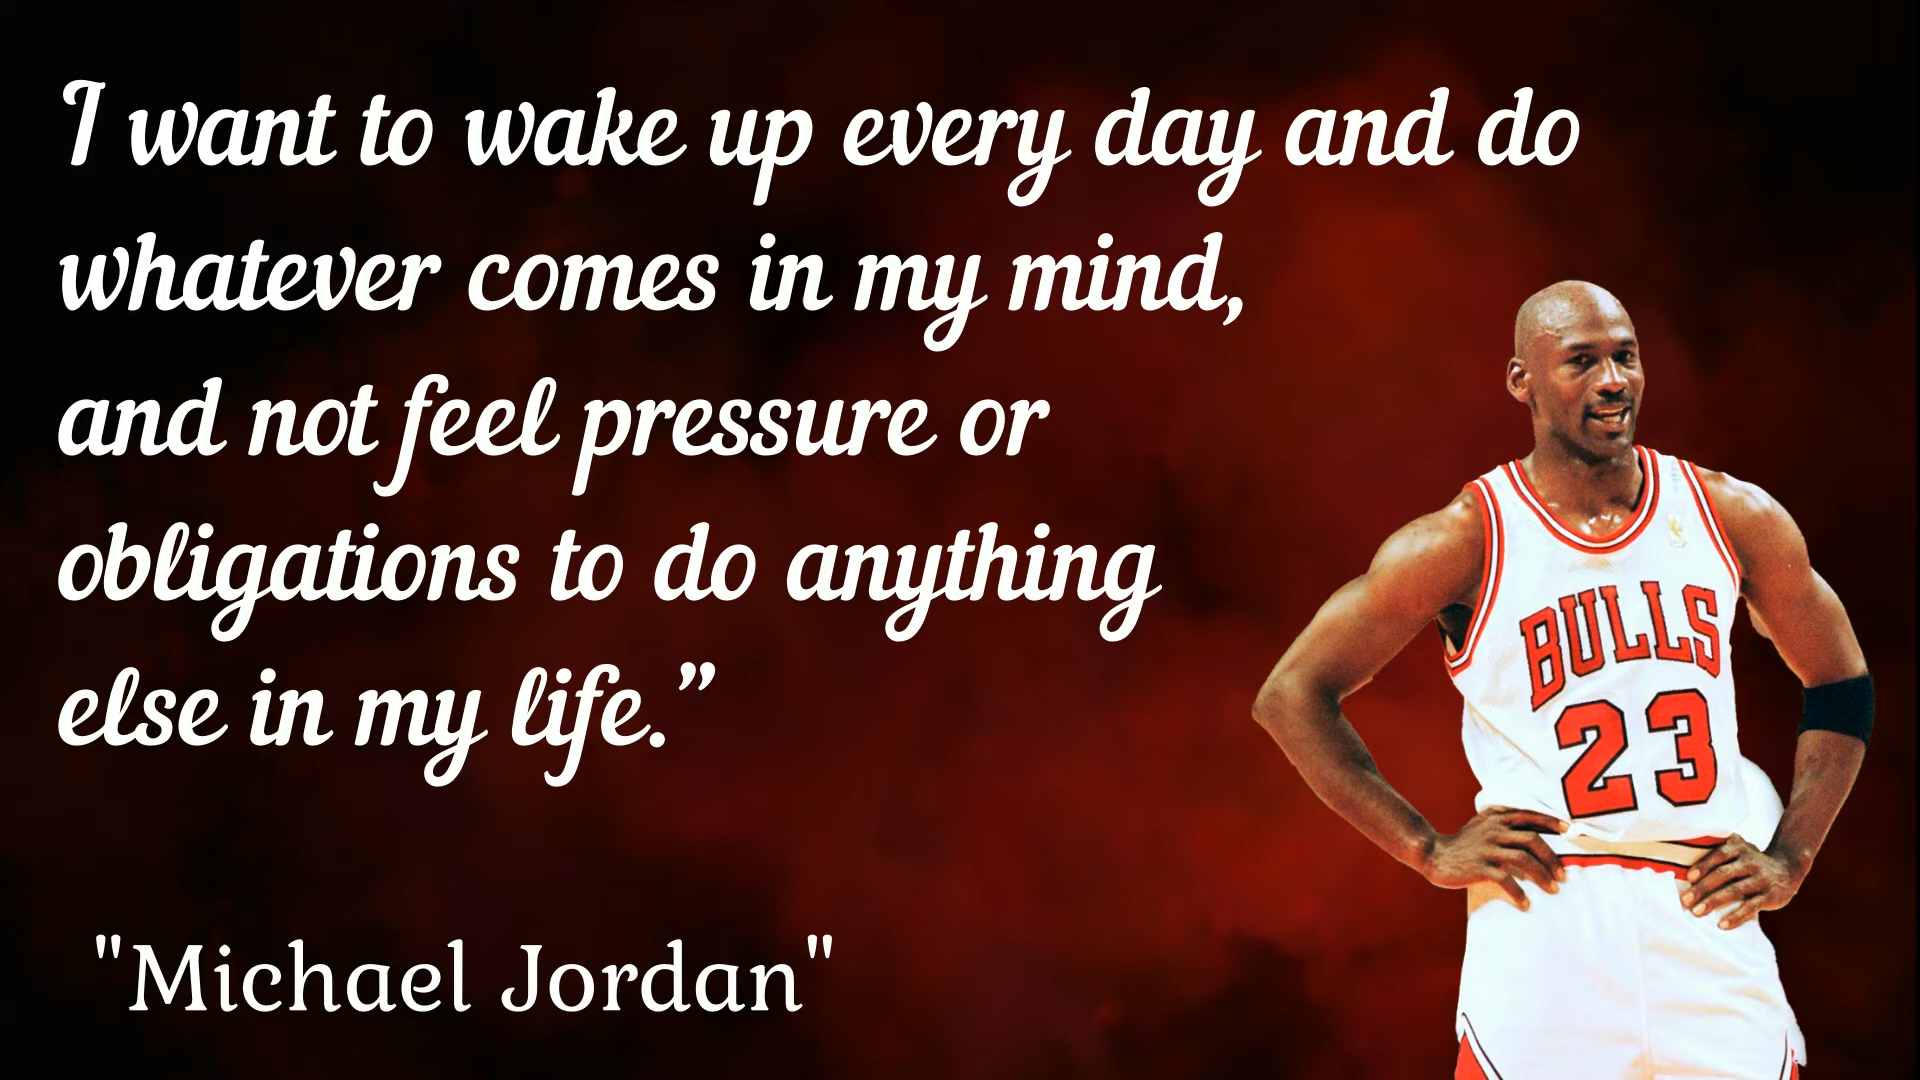 I want to wake up every day and do
whatever comes in my mind,
and not feel pressure or
obligations to do anything
else in my life.”
"Michael Jordan"
BULLS
23